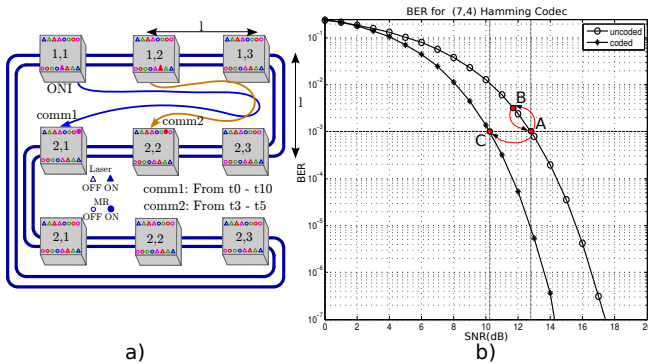 l
1,1
1,2
1,3
ONI
l
comm1
comm2
2,1
2,2
2,3
Laser
OFF ON
MR
OFF ON
comm1: From t0 - t10
comm2: From t3 - t5
2,1
2,2
2,3
a)
BER for (7,4) Hamming Codec
uncoded
coded
B
A
C
BER
10^-1
10^-2
10^-3
10^-4
10^-5
10^-6
10^-7
0 2 4 6 8 10 12 14 16 18 20
SNR(dB)
b)